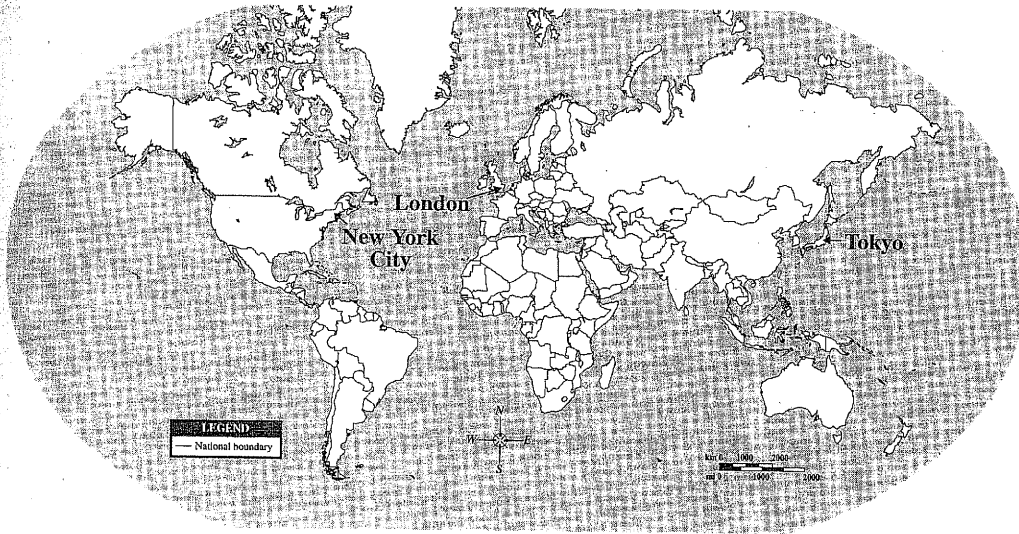 London
New York
City
Tokyo
LEGEND
National boundary
N
W E
S
km 0 1000 2000
mi 0 1000 2000